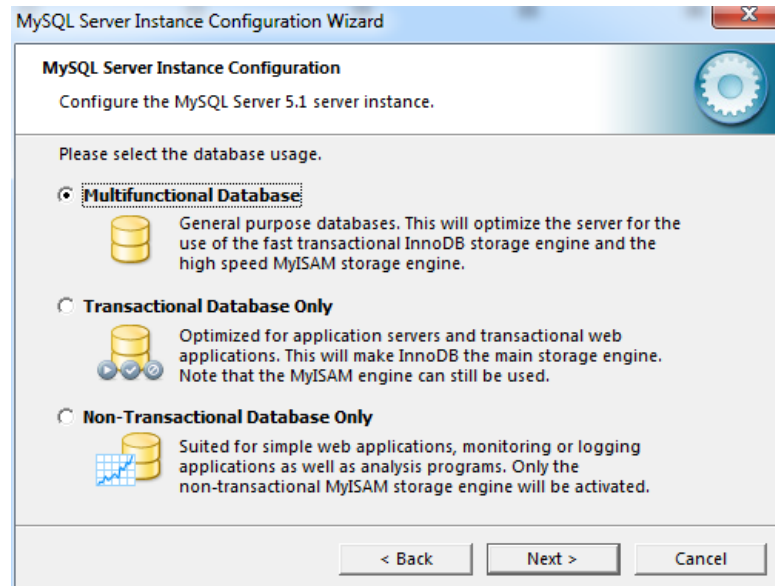 MySQL Server Instance Configuration Wizard
MySQL Server Instance Configuration
Configure the MySQL Server 5.1 server instance.
Please select the database usage.
Multifunctional Database
General purpose databases. This will optimize the server for the
use of the fast transactional InnoDB storage engine and the
high speed MyISAM storage engine.
Transactional Database Only
Optimized for application servers and transactional web
applications. This will make InnoDB the main storage engine.
Note that the MyISAM engine can still be used.
Non-Transactional Database Only
Suited for simple web applications, monitoring or logging
applications as well as analysis programs. Only the
non-transactional MyISAM storage engine will be activated.
< Back Next > Cancel